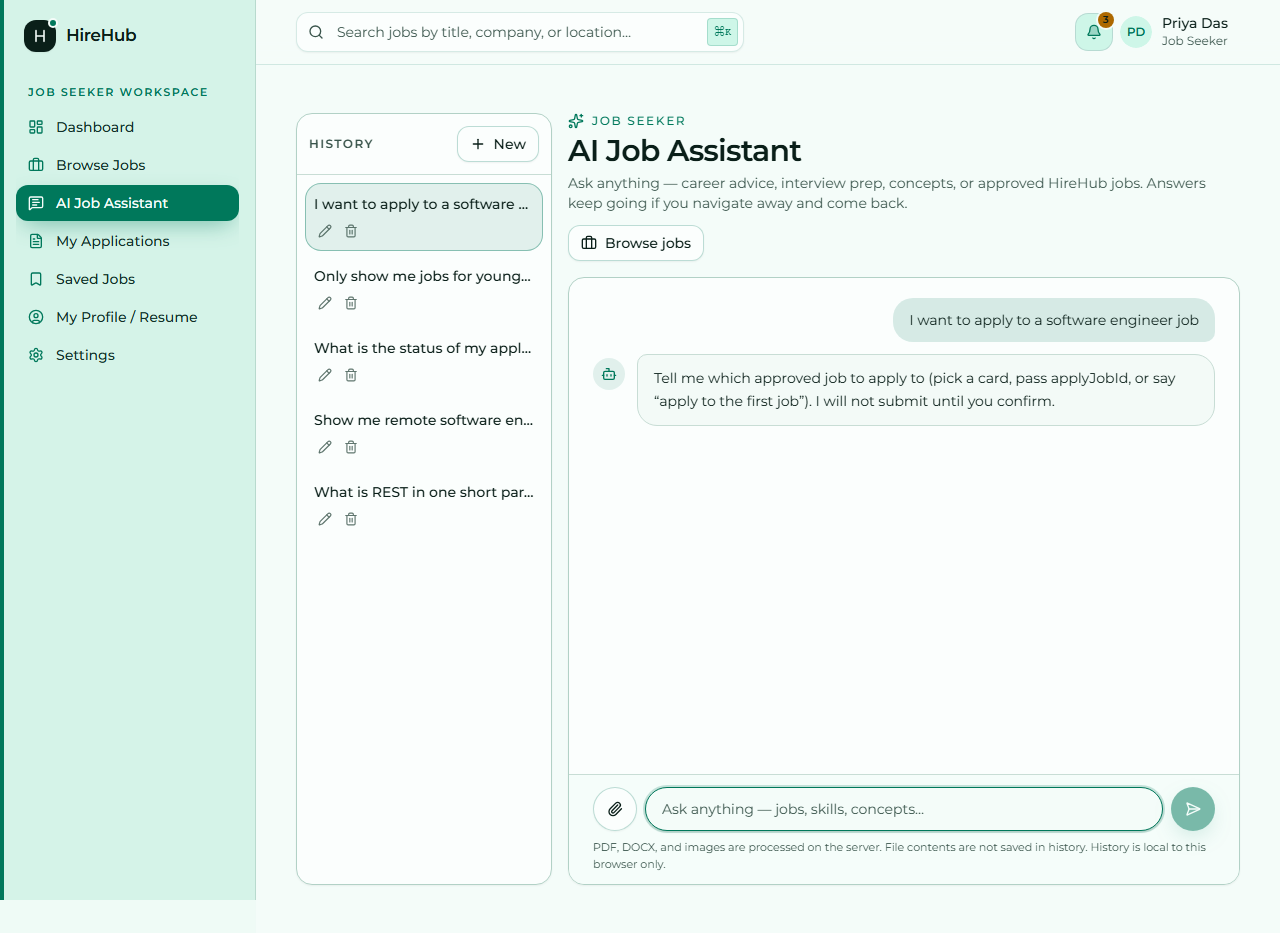 H HireHub
JOB SEEKER WORKSPACE
Dashboard
Browse Jobs
AI Job Assistant
My Applications
Saved Jobs
My Profile / Resume
Settings
Search jobs by title, company, or location...
⌘K
3
PD
Priya Das
Job Seeker
HISTORY
New
I want to apply to a software ...
Only show me jobs for young...
What is the status of my appl...
Show me remote software en...
What is REST in one short par...
JOB SEEKER
AI Job Assistant
Ask anything — career advice, interview prep, concepts, or approved HireHub jobs. Answers
keep going if you navigate away and come back.
Browse jobs
I want to apply to a software engineer job
Tell me which approved job to apply to (pick a card, pass applyJobId, or say
“apply to the first job”). I will not submit until you confirm.
Ask anything — jobs, skills, concepts...
PDF, DOCX, and images are processed on the server. File contents are not saved in history. History is local to this
browser only.